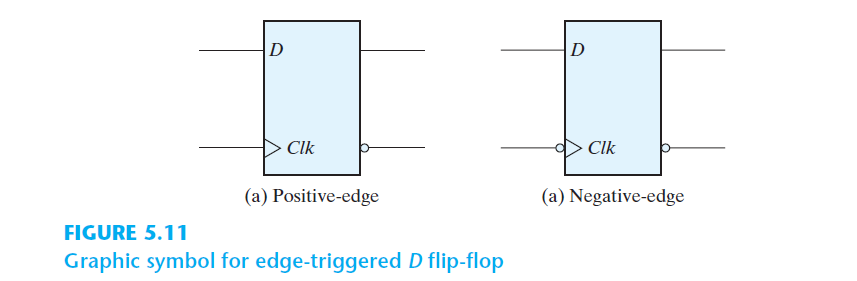 D
Clk
(a) Positive-edge
D
Clk
(a) Negative-edge
FIGURE 5.11
Graphic symbol for edge-triggered D flip-flop